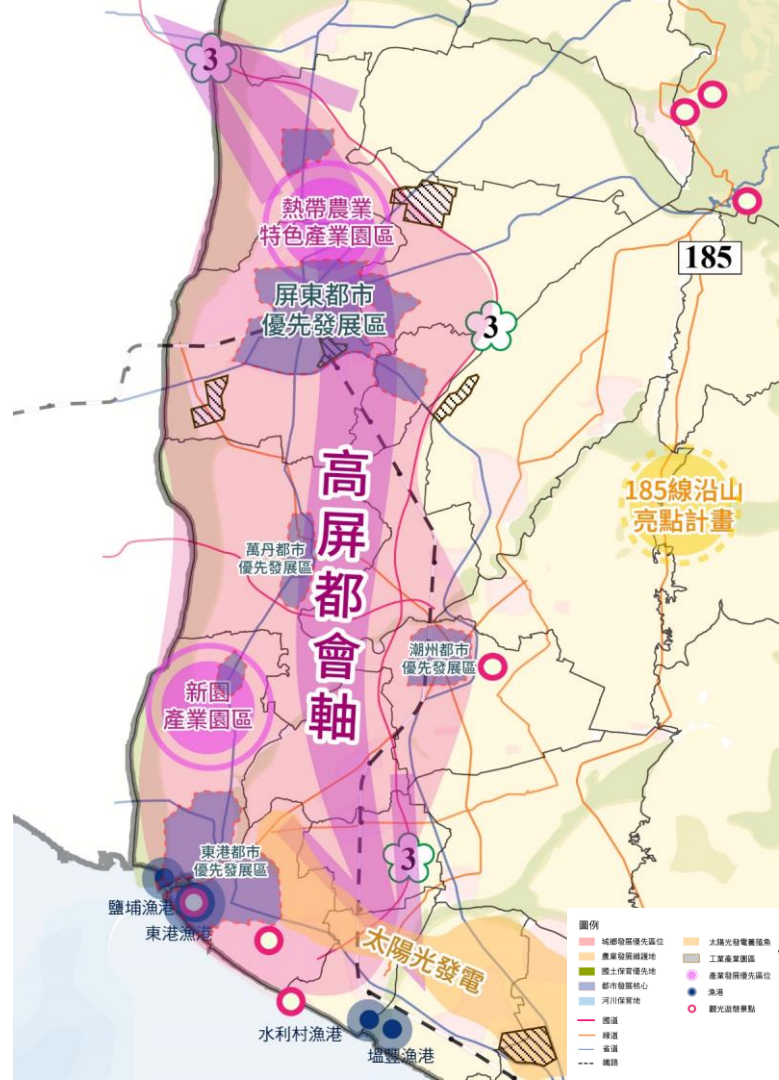 3
熱帶農業
特色產業園區
185
屏東都市
優先發展區
3
高屏都會軸
185線沿山
亮點計畫
萬丹都市
優先發展區
潮州都市
優先發展區
新園
產業園區
3
東港都市
優先發展區
鹽埔漁港
東港漁港
太陽光發電
水利村漁港
塭豐漁港
圖例
城鄉發展優先區位
農業發展維護地
國土保育優先地
都市發展核心
河川保育地
國道
縣道
省道
鐵路
太陽光發電養殖魚
工業產業園區
產業發展優先區位
漁港
觀光遊憩景點